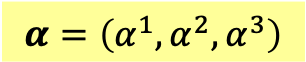 α = (α¹, α², α³)